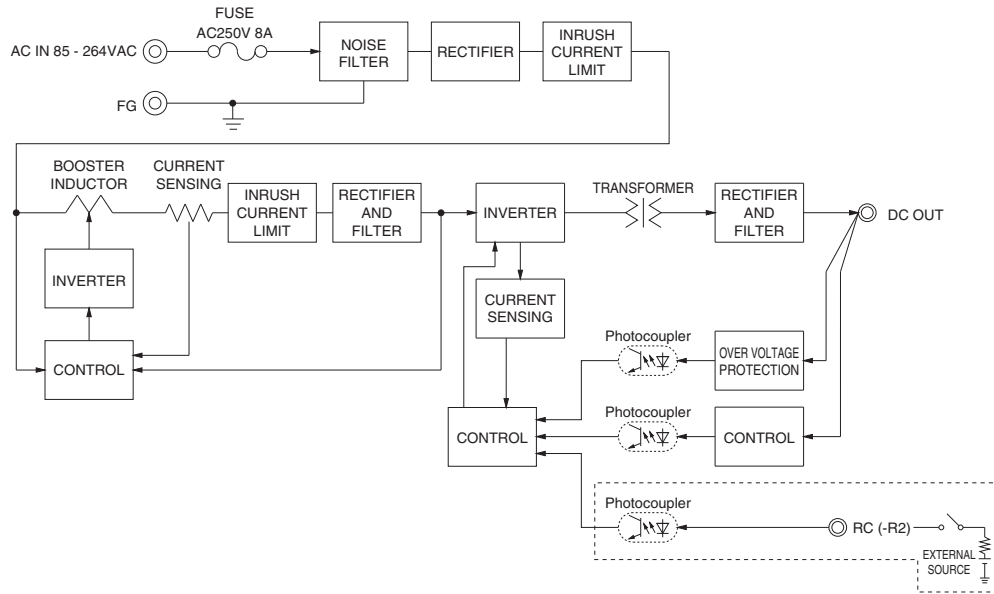 FUSE
AC250V 8A
AC IN 85 - 264VAC
NOISE
FILTER
RECTIFIER
INRUSH
CURRENT
LIMIT
FG
BOOSTER
INDUCTOR
CURRENT
SENSING
INRUSH
CURRENT
LIMIT
RECTIFIER
AND
FILTER
INVERTER
TRANSFORMER
RECTIFIER
AND
FILTER
DC OUT
INVERTER
CURRENT
SENSING
CONTROL
Photocoupler
OVER VOLTAGE
PROTECTION
CONTROL
Photocoupler
CONTROL
Photocoupler
RC (-R2)
EXTERNAL
SOURCE